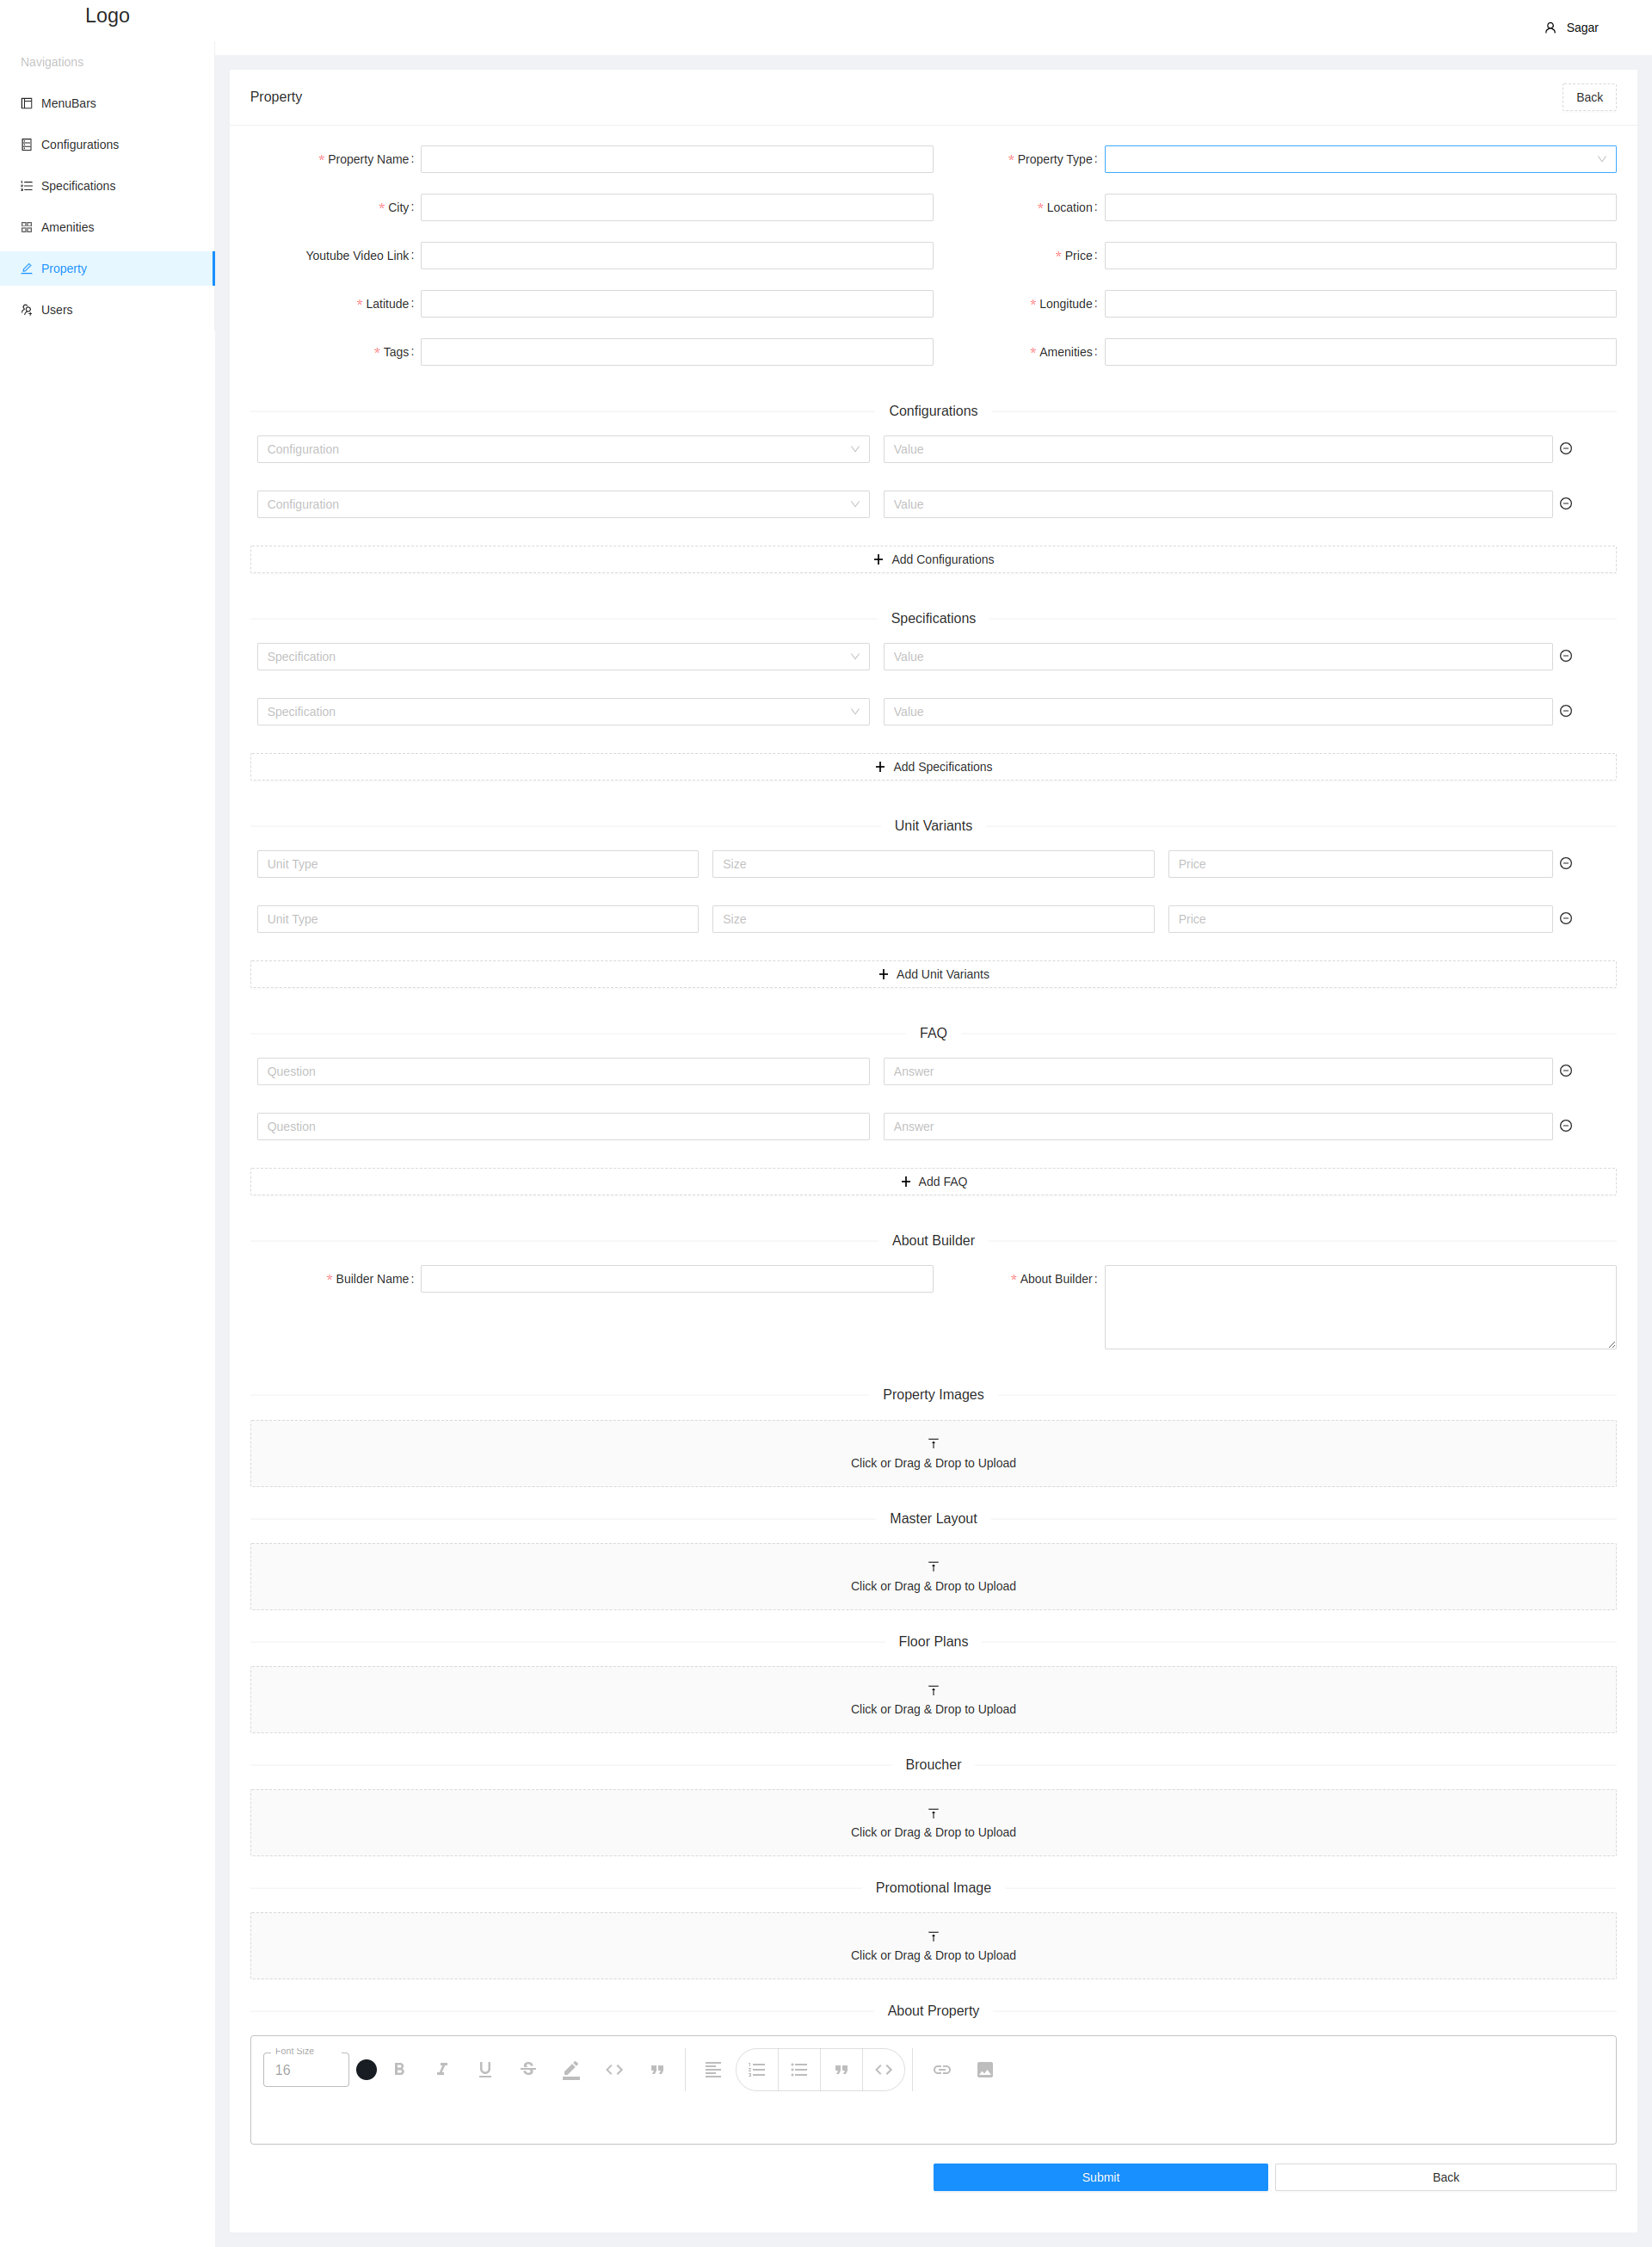 Logo
Sagar
Navigations
MenuBars
Configurations
Specifications
Amenities
Property
Users
Property
Back
* Property Name :
* Property Type :
* City :
* Location :
Youtube Video Link :
* Price :
* Latitude :
* Longitude :
* Tags :
* Amenities :
Configurations
Configuration
Value
Configuration
Value
+ Add Configurations
Specifications
Specification
Value
Specification
Value
+ Add Specifications
Unit Variants
Unit Type
Size
Price
Unit Type
Size
Price
+ Add Unit Variants
FAQ
Question
Answer
Question
Answer
+ Add FAQ
About Builder
* Builder Name :
* About Builder :
Property Images
Click or Drag & Drop to Upload
Master Layout
Click or Drag & Drop to Upload
Floor Plans
Click or Drag & Drop to Upload
Broucher
Click or Drag & Drop to Upload
Promotional Image
Click or Drag & Drop to Upload
About Property
Font Size
16
Submit
Back